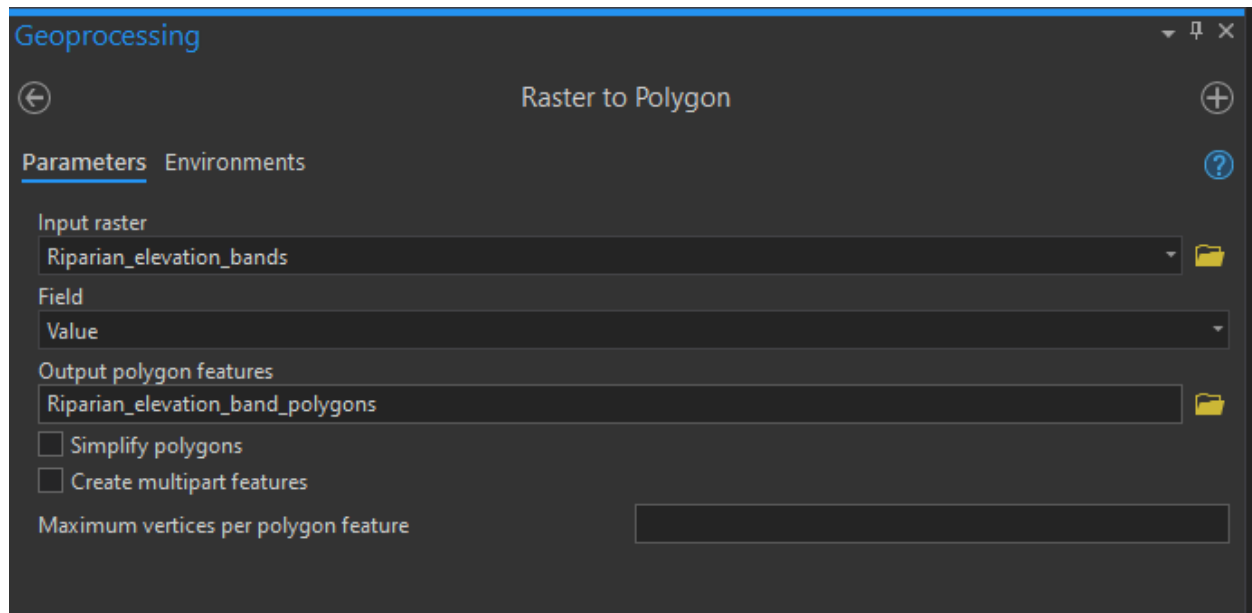 Geoprocessing
Raster to Polygon
Parameters Environments
Input raster
Riparian_elevation_bands
Field
Value
Output polygon features
Riparian_elevation_band_polygons
Simplify polygons
Create multipart features
Maximum vertices per polygon feature